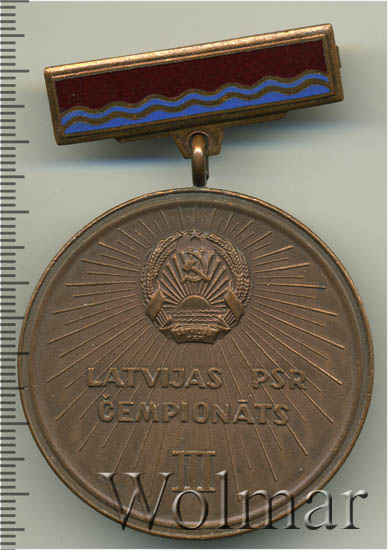 LATVIJAS PSR
ČEMPIONĀTS
III
Wolmar